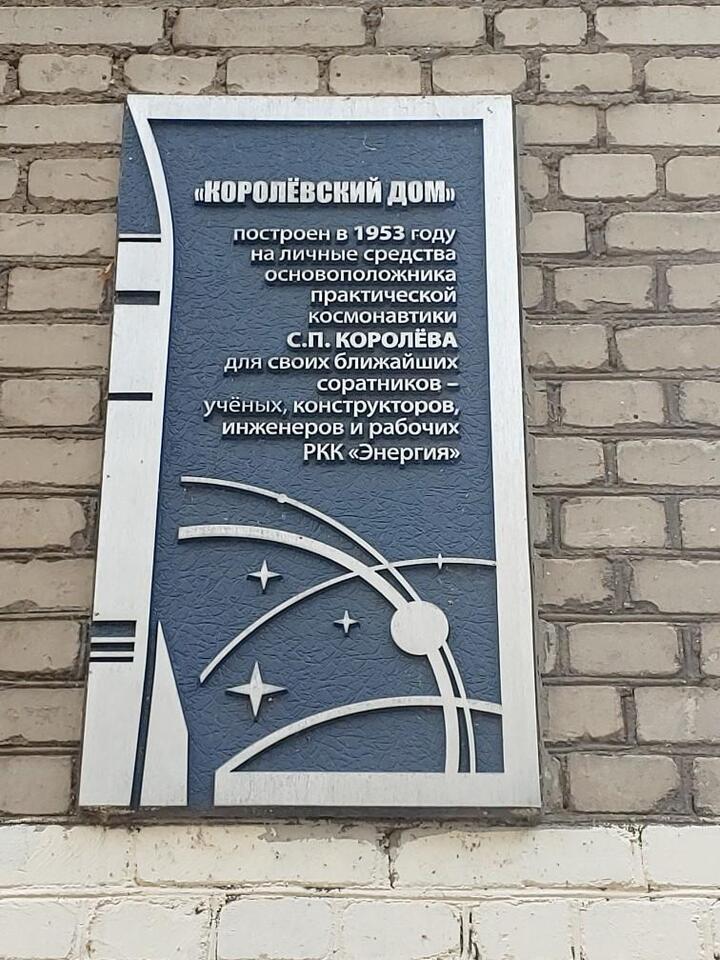 «КОРОЛЁВСКИЙ ДОМ»
построен в 1953 году
на личные средства
основоположника
практической
космонавтики
С.П. КОРОЛЁВА
для своих ближайших
соратников –
учёных, конструкторов,
инженеров и рабочих
РКК «Энергия»